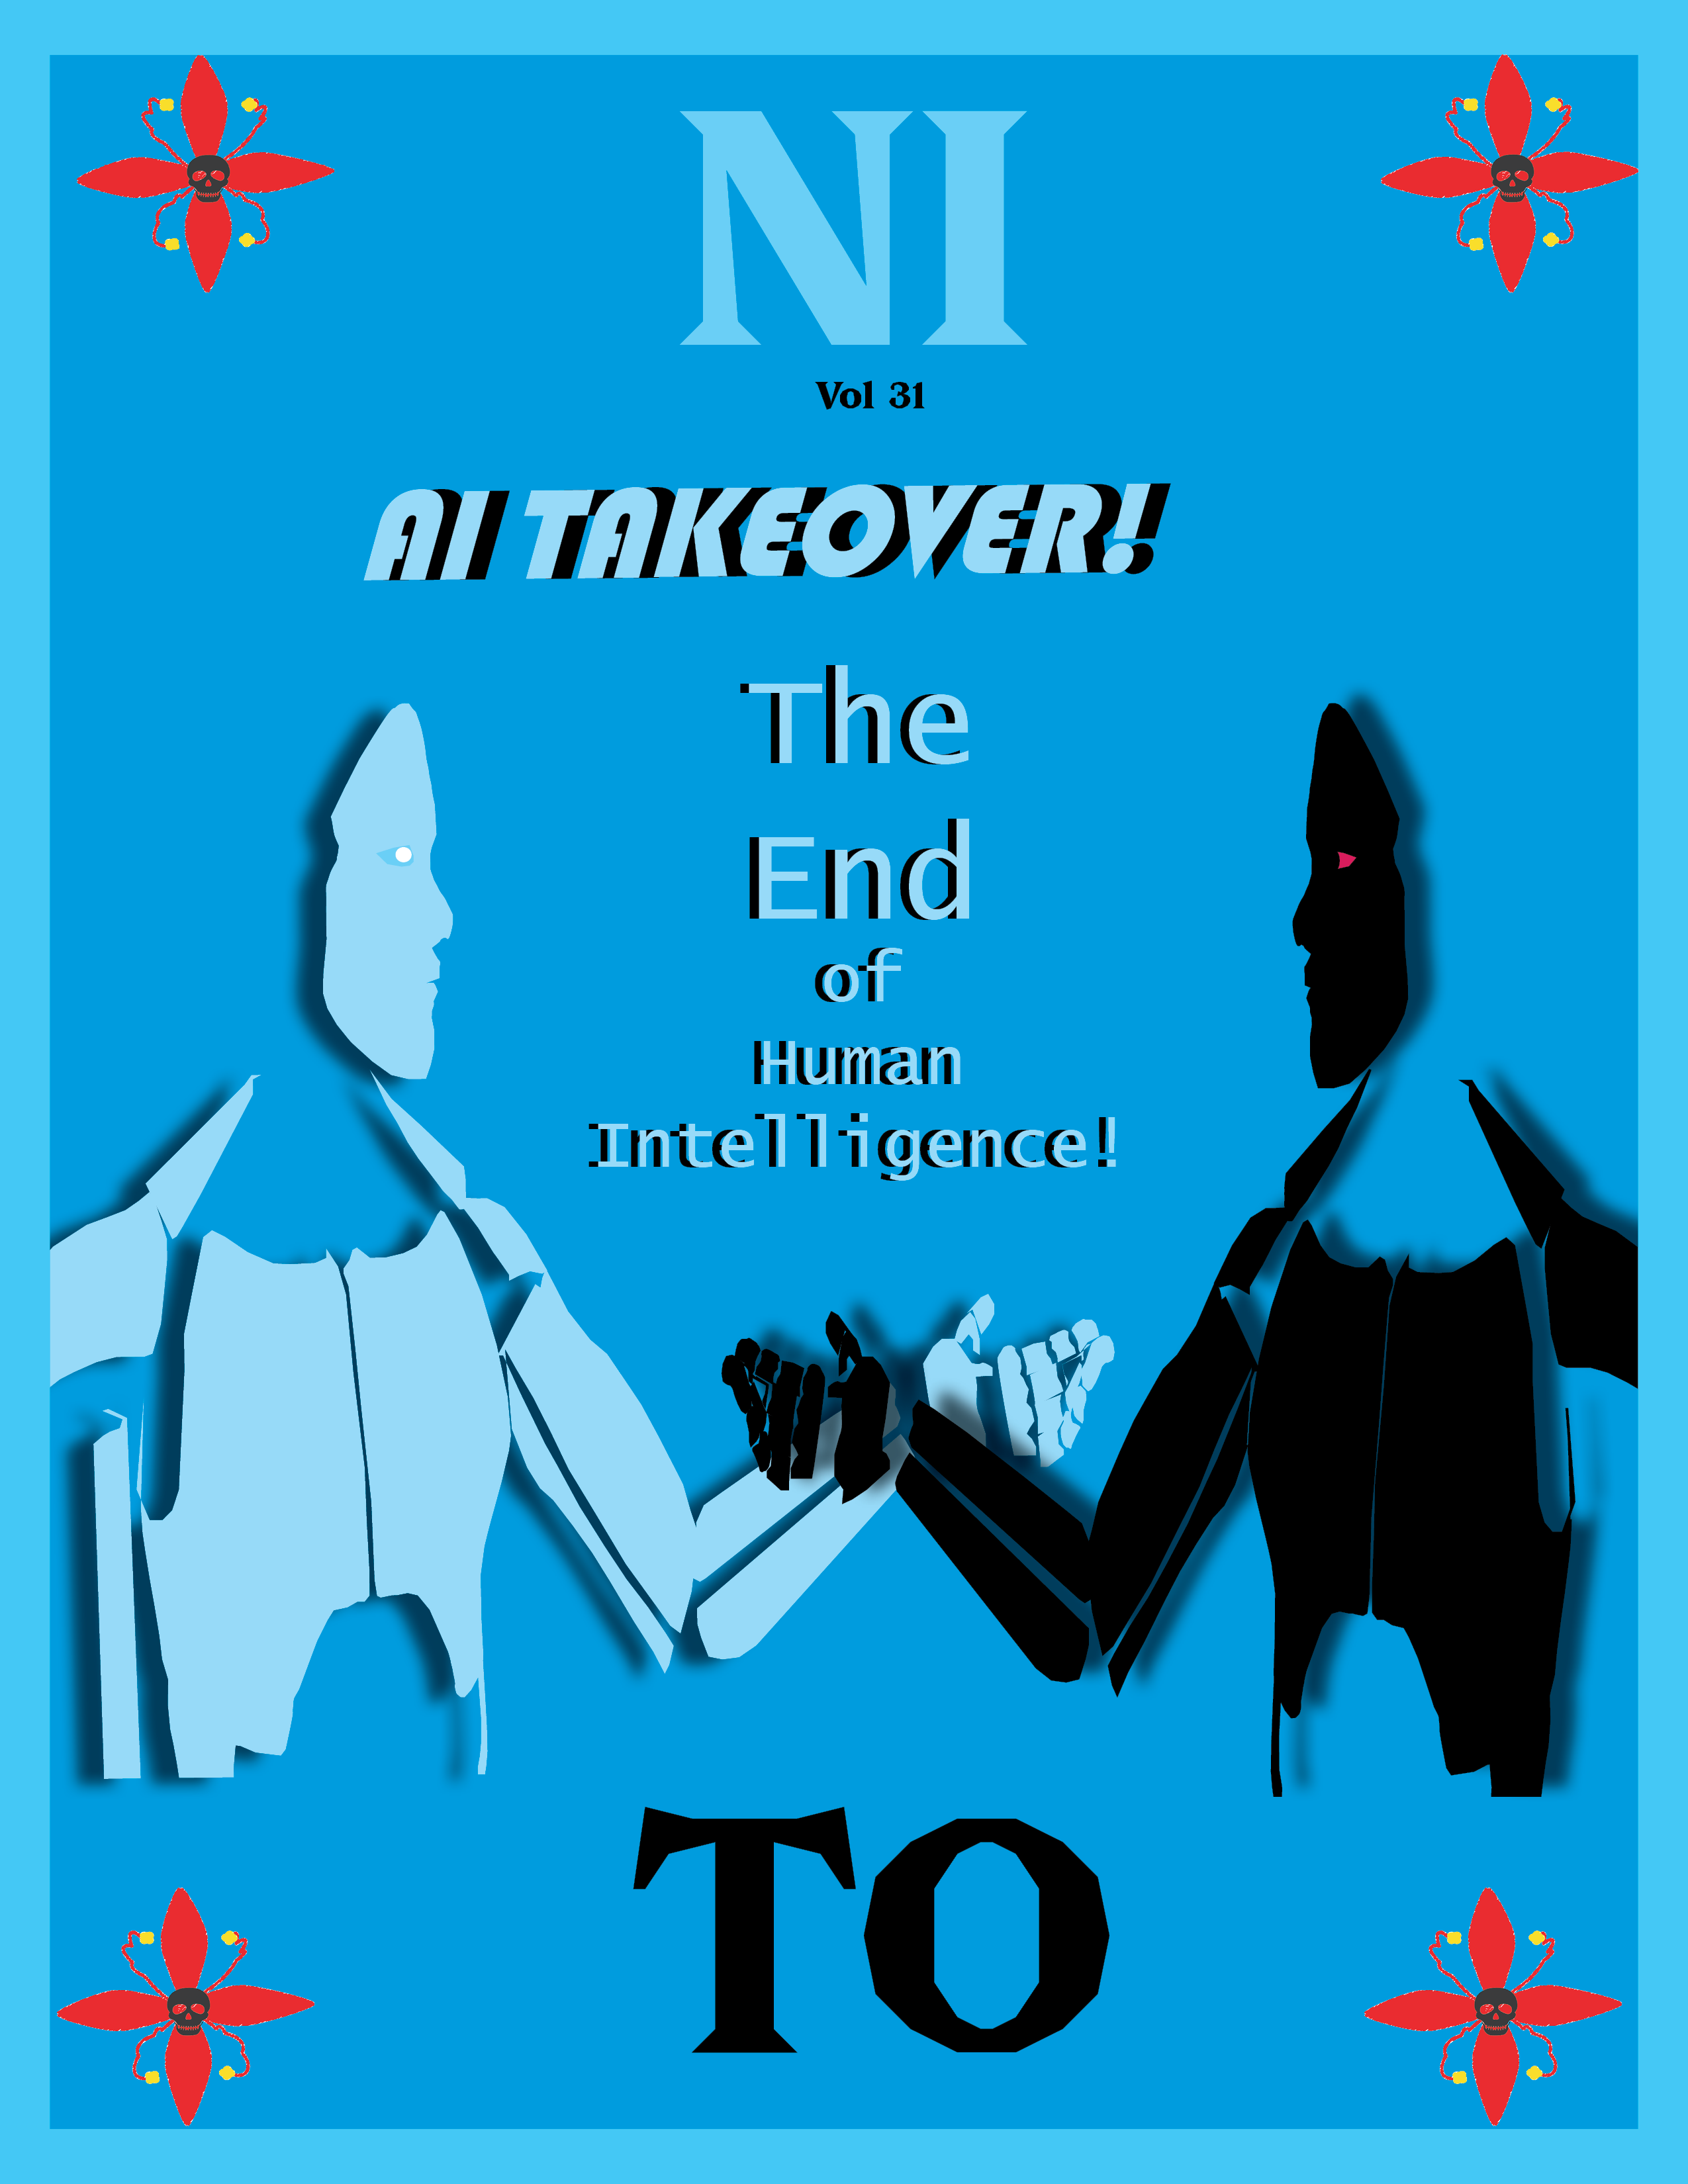 NI
Vol 31
AI TAKEOVER!
The
End
of
Human
Intelligence!
TO